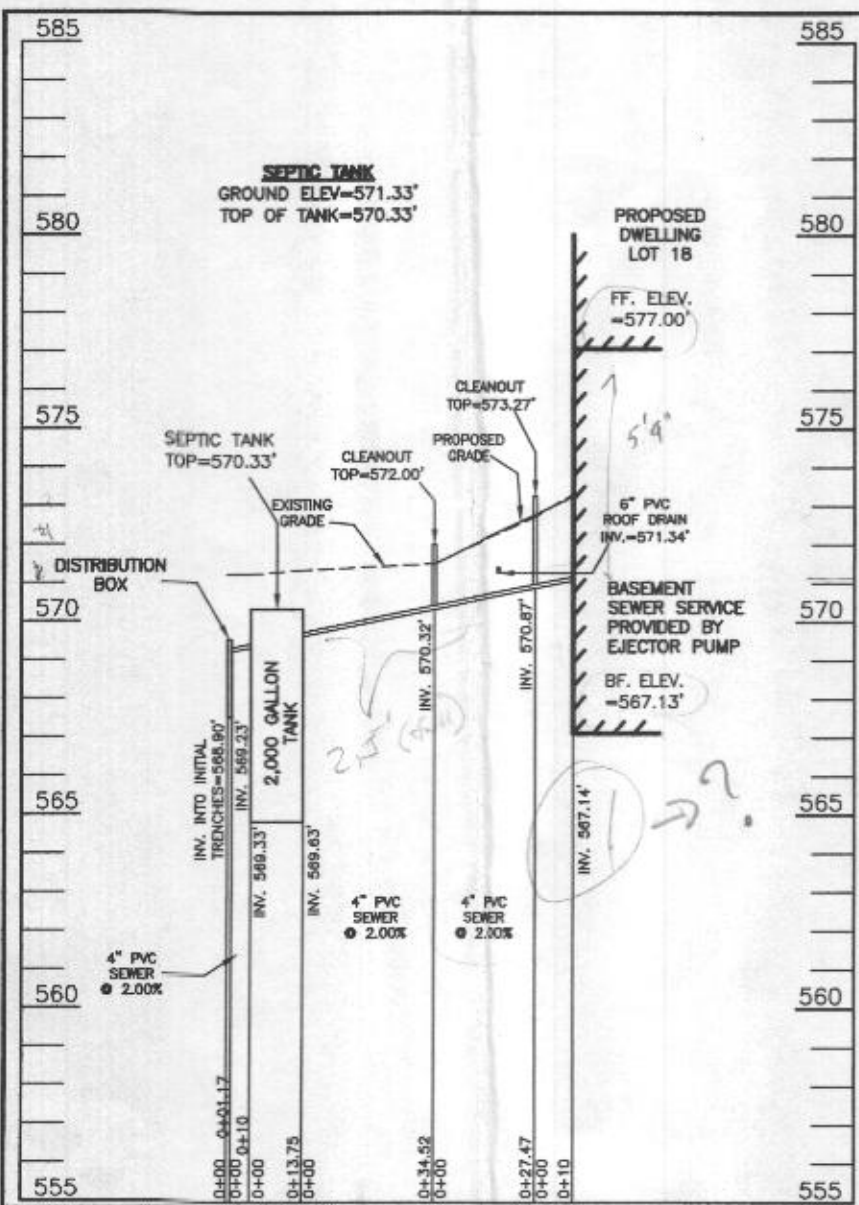 585
585
SEPTIC TANK
GROUND ELEV=571.33'
TOP OF TANK=570.33'
580
580
PROPOSED
DWELLING
LOT 18
FF. ELEV.
=577.00'
CLEANOUT
TOP=573.27'
575
575
5'9"
SEPTIC TANK
TOP=570.33'
CLEANOUT
TOP=572.00'
PROPOSED
GRADE
EXISTING
GRADE
6" PVC
ROOF DRAIN
INV.=571.34'
DISTRIBUTION
BOX
570
570
BASEMENT
SEWER SERVICE
PROVIDED BY
EJECTOR PUMP
BF. ELEV.
=567.13'
INV. INTO INITIAL
TRENCHES=568.90'
INV. 569.23'
2,000 GALLON
TANK
INV. 570.32'
INV. 570.87'
565
565
INV. 569.33'
INV. 569.63'
INV. 567.14'
?
4" PVC
SEWER
@ 2.00%
4" PVC
SEWER
@ 2.00%
4" PVC
SEWER
@ 2.00%
560
560
0+00
0+01.17
0+00
0+10
0+00
0+13.75
0+00
0+34.52
0+00
0+27.47
0+00
0+10
555
555